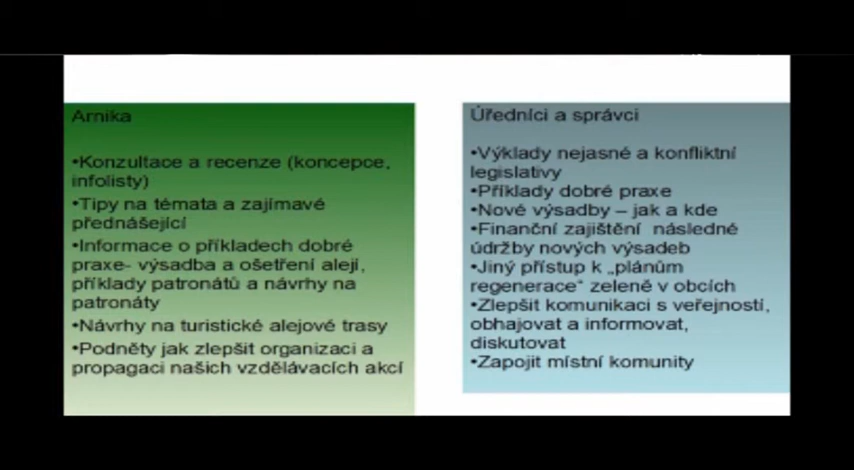 Arnika
•Konzultace a recenze (koncepce,
infolisty)
•Tipy na témata a zajímavé
přednášející
•Informace o příkladech dobré
praxe- výsadba a ošetření alejí,
příklady patronátů a návrhy na
patronáty
•Návrhy na turistické alejové trasy
•Podněty jak zlepšit organizaci a
propagaci našich vzdělávacích akcí
Úředníci a správci
•Výklady nejasné a konfliktní
legislativy
•Příklady dobré praxe
•Nové výsadby – jak a kde
•Finanční zajištění následné
údržby nových výsadeb
•Jiný přístup k „plánům
regenerace“ zeleně v obcích
•Zlepšit komunikaci s veřejností,
obhajovat a informovat,
diskutovat
•Zapojit místní komunity